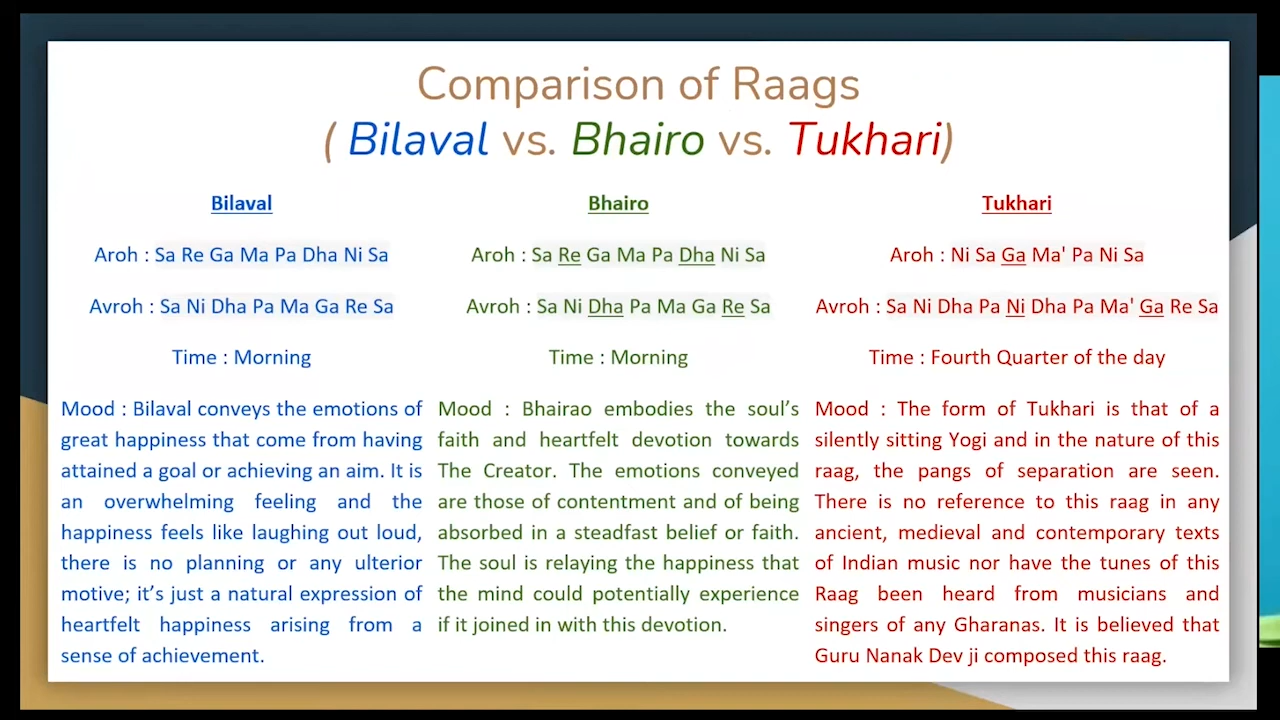 Comparison of Raags
( Bilaval vs. Bhairo vs. Tukhari)
Bilaval
Aroh : Sa Re Ga Ma Pa Dha Ni Sa
Avroh : Sa Ni Dha Pa Ma Ga Re Sa
Time : Morning
Mood : Bilaval conveys the emotions of
great happiness that come from having
attained a goal or achieving an aim. It is
an overwhelming feeling and the
happiness feels like laughing out loud,
there is no planning or any ulterior
motive; it’s just a natural expression of
heartfelt happiness arising from a
sense of achievement.
Bhairo
Aroh : Sa Re Ga Ma Pa Dha Ni Sa
Avroh : Sa Ni Dha Pa Ma Ga Re Sa
Time : Morning
Mood : Bhairao embodies the soul’s
faith and heartfelt devotion towards
The Creator. The emotions conveyed
are those of contentment and of being
absorbed in a steadfast belief or faith.
The soul is relaying the happiness that
the mind could potentially experience
if it joined in with this devotion.
Tukhari
Aroh : Ni Sa Ga Ma' Pa Ni Sa
Avroh : Sa Ni Dha Pa Ni Dha Pa Ma' Ga Re Sa
Time : Fourth Quarter of the day
Mood : The form of Tukhari is that of a
silently sitting Yogi and in the nature of this
raag, the pangs of separation are seen.
There is no reference to this raag in any
ancient, medieval and contemporary texts
of Indian music nor have the tunes of this
Raag been heard from musicians and
singers of any Gharanas. It is believed that
Guru Nanak Dev ji composed this raag.